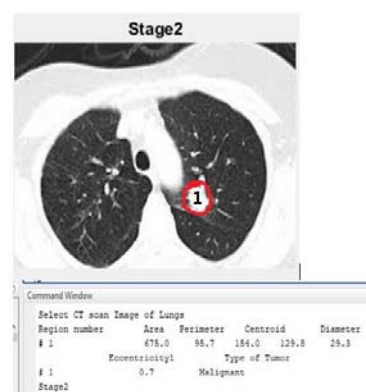 Stage2
1
Command Window
Select CT scan Image of Lungs
Region number Area Perimeter Centroid Diameter
# 1 675.0 95.7 154.0 129.8 29.3
Eccentricity1 Type of Tumor
# 1 0.7 Malignant
Stage2